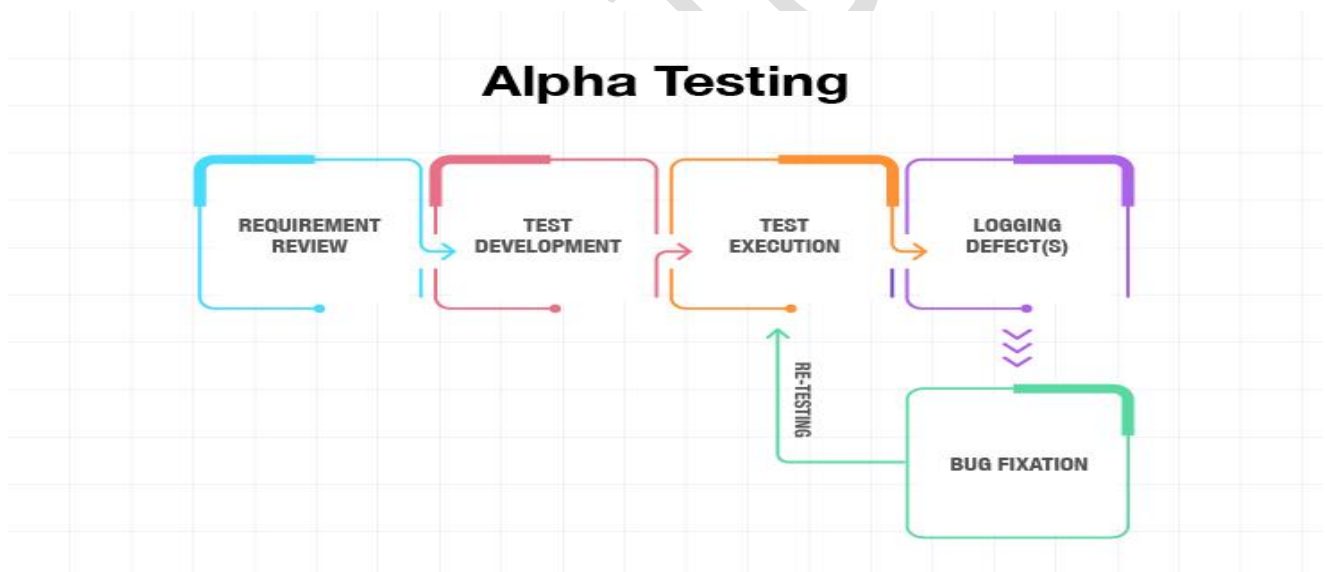 Alpha Testing
REQUIREMENT
REVIEW
TEST
DEVELOPMENT
TEST
EXECUTION
LOGGING
DEFECT(S)
RE-TESTING
BUG FIXATION